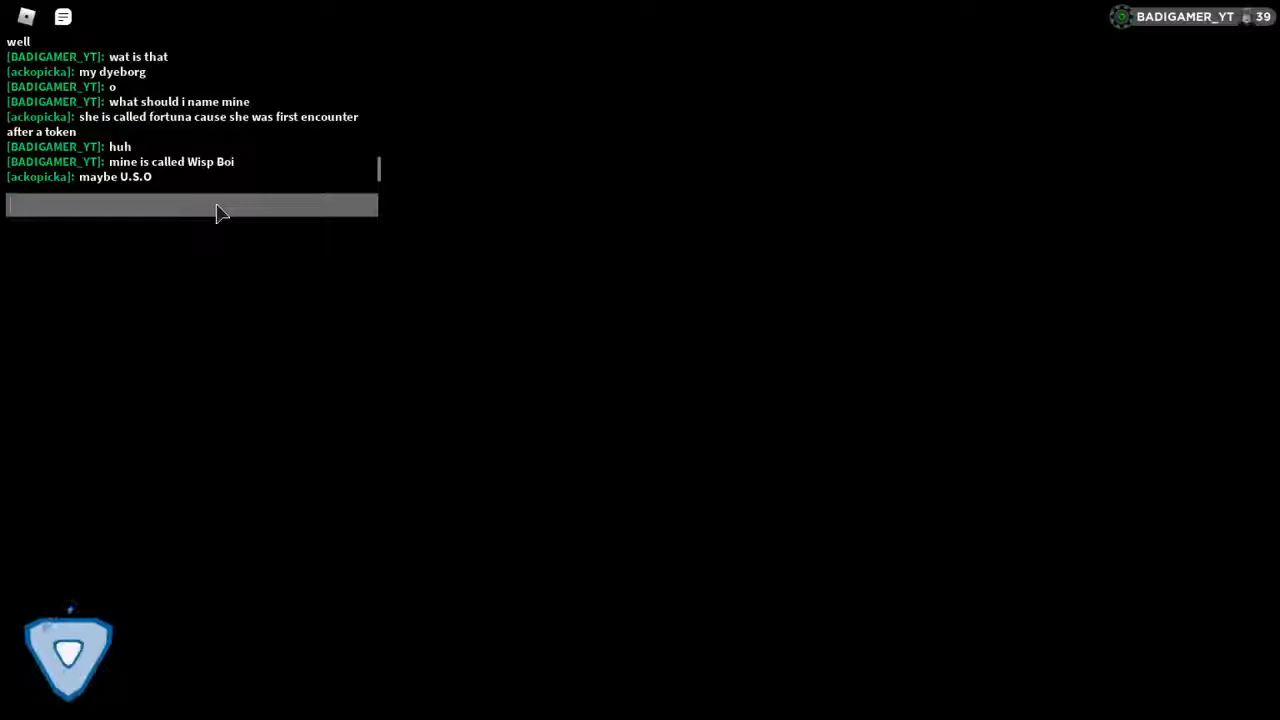 BADIGAMER_YT 39
well
[BADIGAMER_YT]: wat is that
[ackopicka]: my dyeborg
[BADIGAMER_YT]: o
[BADIGAMER_YT]: what should i name mine
[ackopicka]: she is called fortuna cause she was first encounter
after a token
[BADIGAMER_YT]: huh
[BADIGAMER_YT]: mine is called Wisp Boi
[ackopicka]: maybe U.S.O